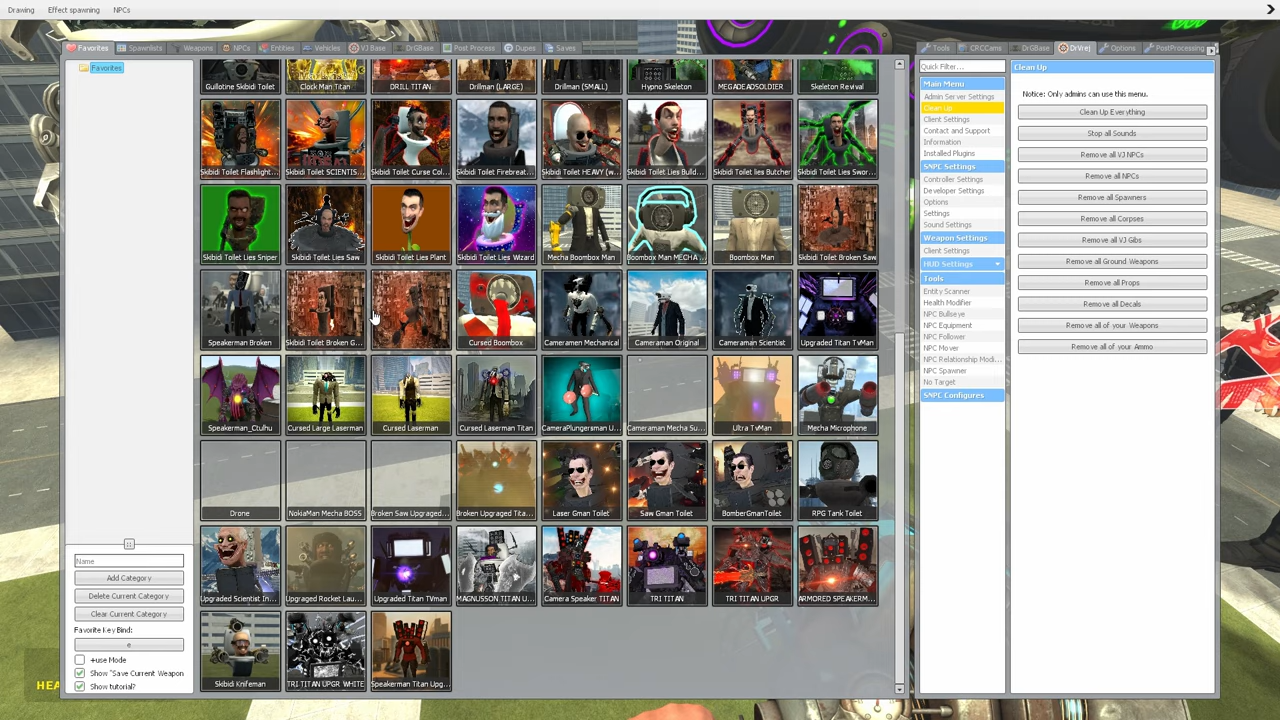 Drawing Effect spawning NPCs
Favorites Spawnlists Weapons NPCs Entities Vehicles VJ Base DrGBase Post Process Dupes Saves
Tools CRCCams DrGBase DrVrej Options PostProcessing
Favorites
Guillotine Skibidi Toilet Clock Man Titan DRILL TITAN Drillman (LARGE) Drillman (SMALL) Hypno Skeleton MEGADEADSOLDIER Skeleton Revival
Skibidi Toilet Flashlight... Skibidi Toilet SCIENTIS... Skibidi Toilet Curse Col... Skibidi Toilet Firebreat... Skibidi Toilet HEAVY (w... Skibidi Toilet Lies Build... Skibidi Toilet lies Butcher Skibidi Toilet Lies Swor...
Skibidi Toilet Lies Sniper Skibidi Toilet Lies Saw Skibidi Toilet Lies Plant Skibidi Toilet Lies Wizard Mecha Boombox Man Boombox Man MECHA ... Boombox Man Skibidi Toilet Broken Saw
Speakerman Broken Skibidi Toilet Broken G... Cursed Boombox Cameramen Mechanical Cameraman Original Cameraman Scientist Upgraded Titan TvMan
Speakerman_Ctulhu Cursed Large Laserman Cursed Laserman Cursed Laserman Titan CameraPlungersman U... Cameraman Mecha Su... Ultra TvMan Mecha Microphone
Drone NokiaMan Mecha BOSS Broken Saw Upgraded... Broken Upgraded Tita... Laser Gman Toilet Saw Gman Toilet BomberGmanToilet RPG Tank Toilet
Upgraded Scientist In... Upgraded Rocket Lau... Upgraded Titan TVman MAGNUSSON TITAN U... Camera Speaker TITAN TRI TITAN TRI TITAN UPGR ARMORED SPEAKERM...
Skibidi Knifeman TRI TITAN UPGR WHITE Speakerman Titan Upg...
Name
Add Category
Delete Current Category
Clear Current Category
Favorite Key Bind:
e
+use Mode
Show "Save Current Weapon
Show tutorial?
HEA
Quick Filter...
Main Menu
Admin Server Settings
Clean Up
Client Settings
Contact and Support
Information
Installed Plugins
SNPC Settings
Controller Settings
Developer Settings
Options
Settings
Sound Settings
Weapon Settings
Client Settings
HUD Settings
Tools
Entity Scanner
Health Modifier
NPC Bullseye
NPC Equipment
NPC Follower
NPC Mover
NPC Relationship Modi...
NPC Spawner
No Target
SNPC Configures
Clean Up
Notice: Only admins can use this menu.
Clean Up Everything
Stop all Sounds
Remove all VJ NPCs
Remove all NPCs
Remove all Spawners
Remove all Corpses
Remove all VJ Gibs
Remove all Ground Weapons
Remove all Props
Remove all Decals
Remove all of your Weapons
Remove all of your Ammo